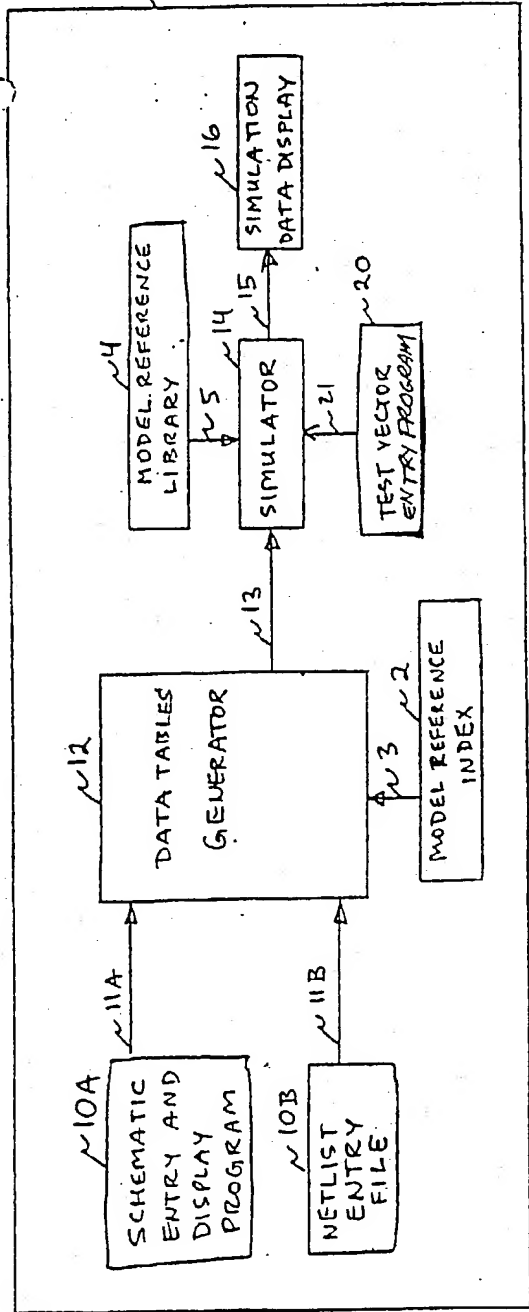 10A
SCHEMATIC
ENTRY AND
DISPLAY
PROGRAM
11A
10B
NETLIST
ENTRY
FILE
11B
12
DATA TABLES
GENERATOR
3
2
MODEL REFERENCE
INDEX
13
4
MODEL REFERENCE
LIBRARY
5
14
SIMULATOR
15
16
SIMULATION
DATA DISPLAY
21
20
TEST VECTOR
ENTRY PROGRAM